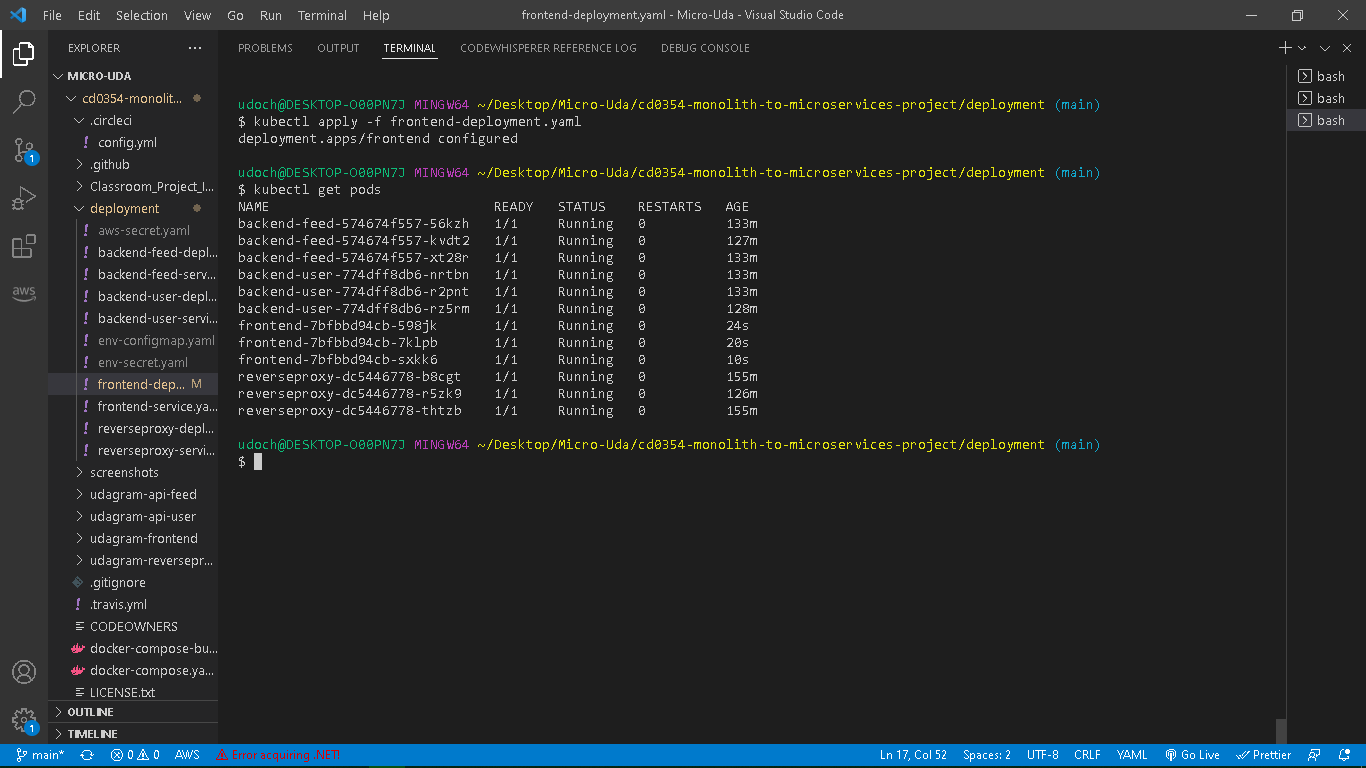 File Edit Selection View Go Run Terminal Help frontend-deployment.yaml - Micro-Uda - Visual Studio Code
EXPLORER ··· PROBLEMS OUTPUT TERMINAL CODEWHISPERER REFERENCE LOG DEBUG CONSOLE
MICRO-UDA
cd0354-monolit...
.circleci
! config.yml
.github
Classroom_Project_I...
deployment
! aws-secret.yaml
! backend-feed-depl...
! backend-feed-serv...
! backend-user-depl...
! backend-user-servi...
! env-configmap.yaml
! env-secret.yaml
! frontend-dep... M
! frontend-service.ya...
! reverseproxy-depl...
! reverseproxy-servi...
screenshots
udagram-api-feed
udagram-api-user
udagram-frontend
udagram-reversepr...
.gitignore
! .travis.yml
CODEOWNERS
docker-compose-bu...
docker-compose.ya...
LICENSE.txt
OUTLINE
TIMELINE
1
aws
1
udoch@DESKTOP-O00PN7J MINGW64 ~/Desktop/Micro-Uda/cd0354-monolith-to-microservices-project/deployment (main)
$ kubectl apply -f frontend-deployment.yaml
deployment.apps/frontend configured
udoch@DESKTOP-O00PN7J MINGW64 ~/Desktop/Micro-Uda/cd0354-monolith-to-microservices-project/deployment (main)
$ kubectl get pods
NAME READY STATUS RESTARTS AGE
backend-feed-574674f557-56kzh 1/1 Running 0 133m
backend-feed-574674f557-kvdt2 1/1 Running 0 127m
backend-feed-574674f557-xt28r 1/1 Running 0 133m
backend-user-774dff8db6-nrtbn 1/1 Running 0 133m
backend-user-774dff8db6-r2pnt 1/1 Running 0 133m
backend-user-774dff8db6-rz5rm 1/1 Running 0 128m
frontend-7bfbbd94cb-598jk 1/1 Running 0 24s
frontend-7bfbbd94cb-7klpb 1/1 Running 0 20s
frontend-7bfbbd94cb-sxkk6 1/1 Running 0 10s
reverseproxy-dc5446778-b8cgt 1/1 Running 0 155m
reverseproxy-dc5446778-r5zk9 1/1 Running 0 126m
reverseproxy-dc5446778-thtzb 1/1 Running 0 155m
udoch@DESKTOP-O00PN7J MINGW64 ~/Desktop/Micro-Uda/cd0354-monolith-to-microservices-project/deployment (main)
$
bash
bash
bash
main* 0 0 AWS Error acquiring .NET! Ln 17, Col 52 Spaces: 2 UTF-8 CRLF YAML Go Live Prettier